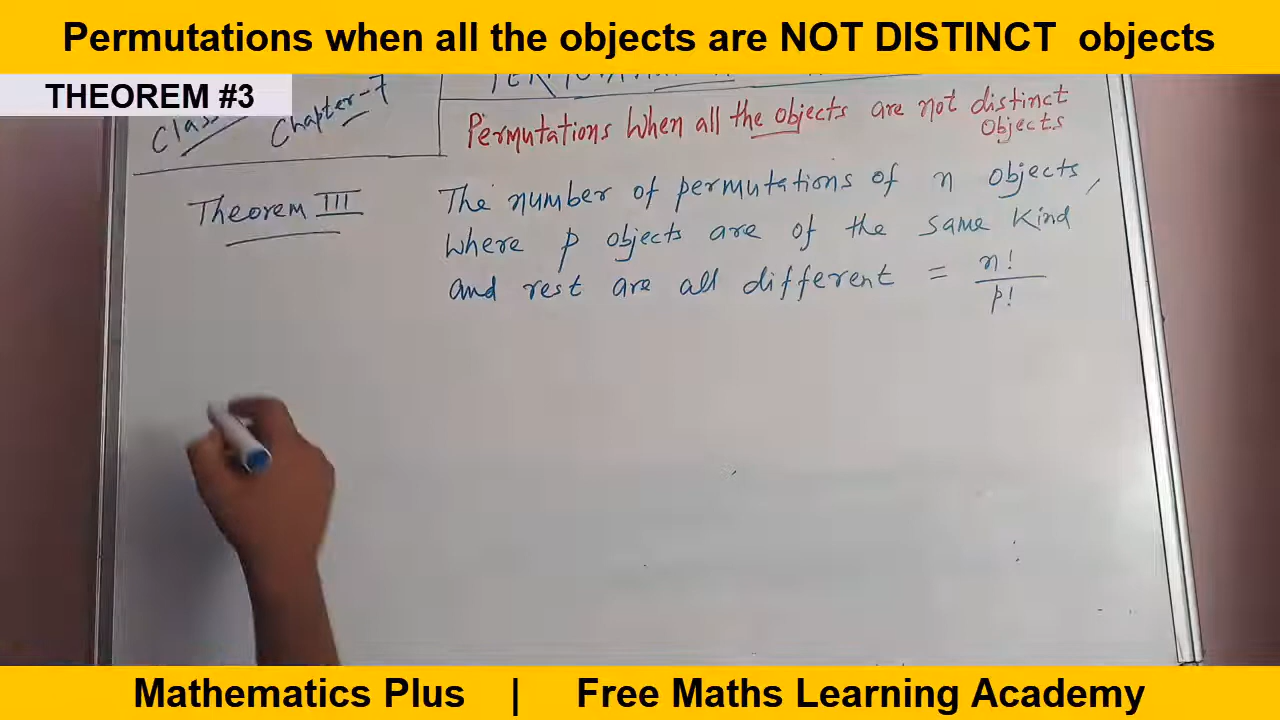 Permutations when all the objects are NOT DISTINCT objects
THEOREM #3
Class
Chapter-7
Permutations When all the objects are not distinct
Objects
Theorem III
The number of permutations of n objects,
where p objects are of the same kind
and rest are all different = n!
p!
Mathematics Plus | Free Maths Learning Academy